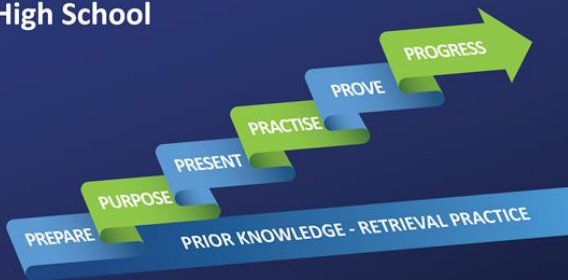 High School
PROGRESS
PROVE
PRACTISE
PRESENT
PURPOSE
PREPARE
PRIOR KNOWLEDGE - RETRIEVAL PRACTICE